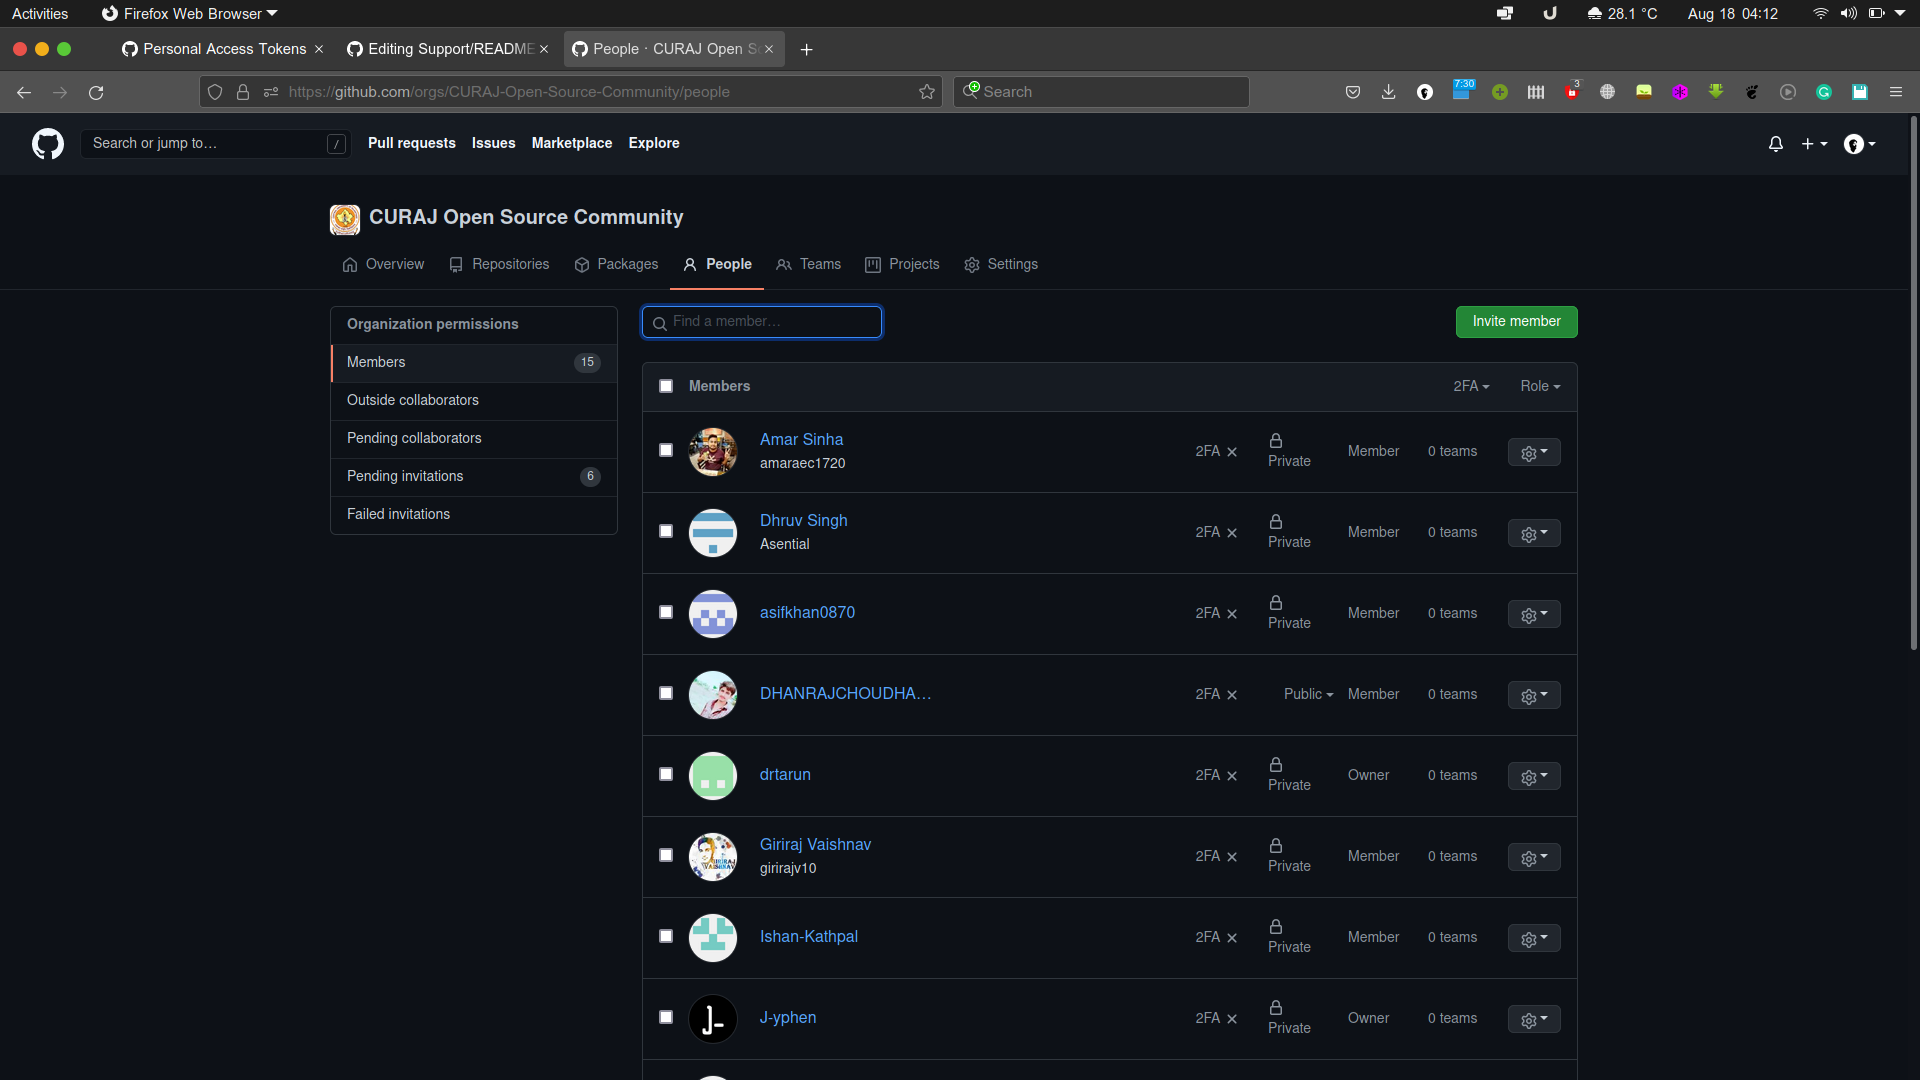 Activities Firefox Web Browser 28.1 °C Aug 18 04:12
Personal Access Tokens × Editing Support/README × People · CURAJ Open So ×
https://github.com/orgs/CURAJ-Open-Source-Community/people Search 7:30 3
Search or jump to… / Pull requests Issues Marketplace Explore
CURAJ Open Source Community
Overview Repositories Packages People Teams Projects Settings
Organization permissions
Members 15
Outside collaborators
Pending collaborators
Pending invitations 6
Failed invitations
Find a member… Invite member
Members 2FA Role
Amar Sinha
amaraec1720
2FA × Private Member 0 teams
Dhruv Singh
Asential
2FA × Private Member 0 teams
asifkhan0870 2FA × Private Member 0 teams
DHANRAJCHOUDHA… 2FA × Public Member 0 teams
drtarun 2FA × Private Owner 0 teams
Giriraj Vaishnav
girirajv10
2FA × Private Member 0 teams
Ishan-Kathpal 2FA × Private Member 0 teams
J-yphen 2FA × Private Owner 0 teams